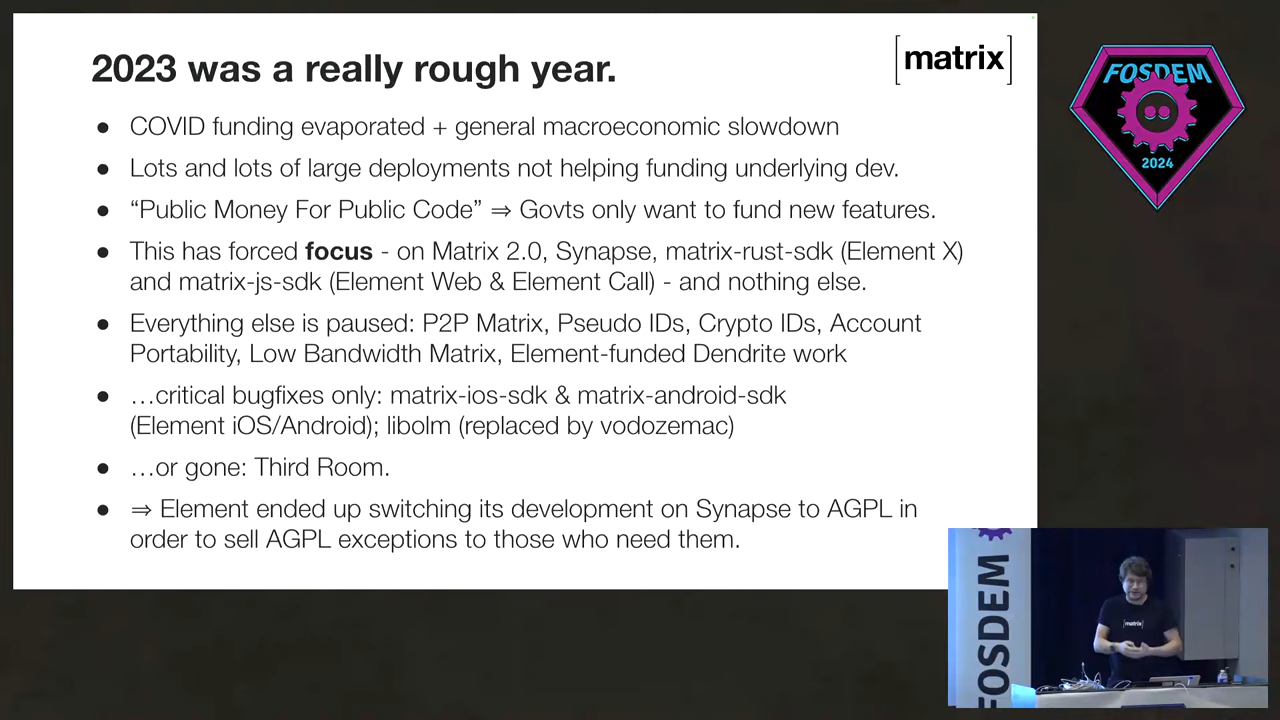 2023 was a really rough year.
[matrix]
● COVID funding evaporated + general macroeconomic slowdown
● Lots and lots of large deployments not helping funding underlying dev.
● “Public Money For Public Code” ⇒ Govts only want to fund new features.
● This has forced focus - on Matrix 2.0, Synapse, matrix-rust-sdk (Element X)
and matrix-js-sdk (Element Web & Element Call) - and nothing else.
● Everything else is paused: P2P Matrix, Pseudo IDs, Crypto IDs, Account
Portability, Low Bandwidth Matrix, Element-funded Dendrite work
● …critical bugfixes only: matrix-ios-sdk & matrix-android-sdk
(Element iOS/Android); libolm (replaced by vodozemac)
● …or gone: Third Room.
● ⇒ Element ended up switching its development on Synapse to AGPL in
order to sell AGPL exceptions to those who need them.
FOSDEM
2024
FOSDEM
[matrix]